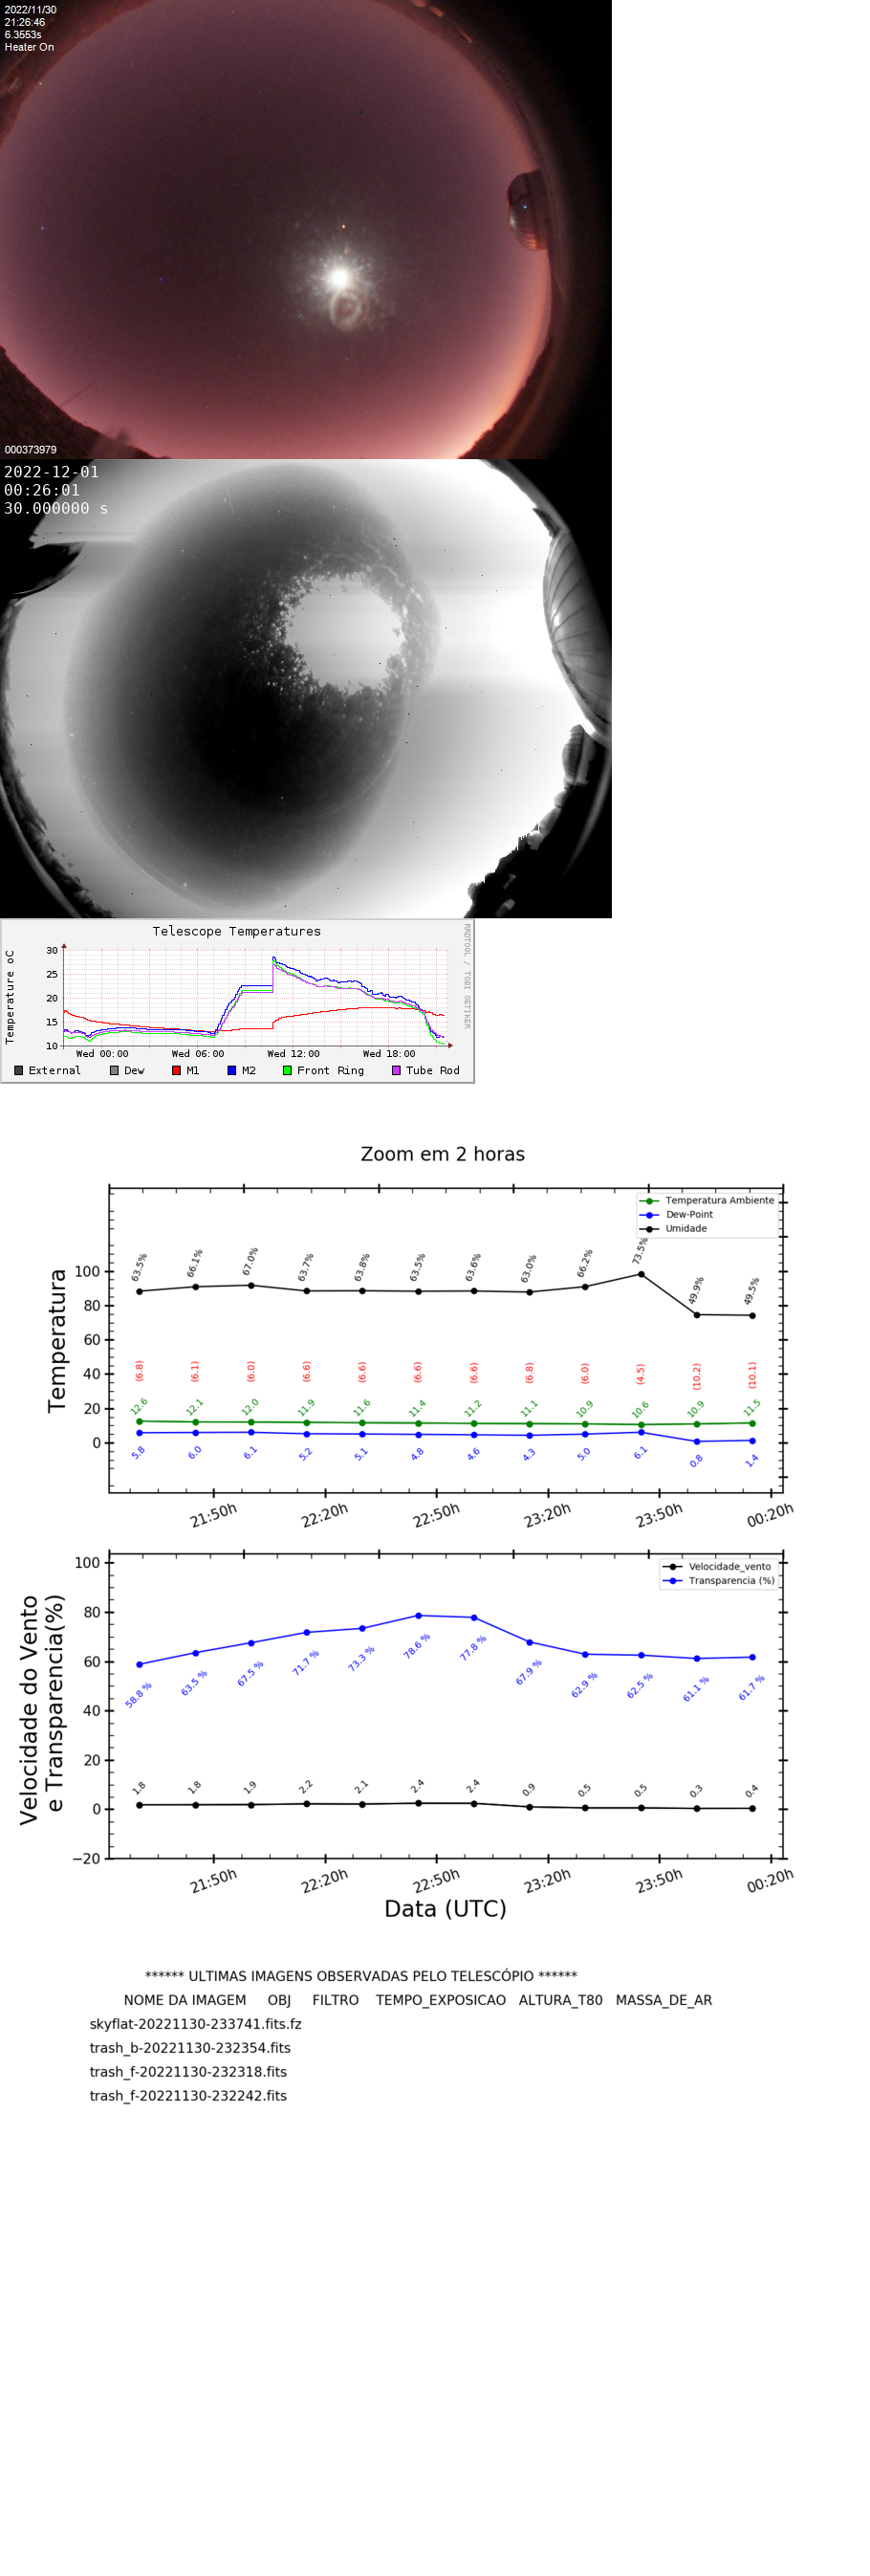 2022/11/30
21:26:46
6.3553s
Heater On
000373979
2022-12-01
00:26:01
30.000000 s
Telescope Temperatures
RRDTOOL / TOBI OETIKER
Temperature oC
30
25
20
15
10
Wed 00:00 Wed 06:00 Wed 12:00 Wed 18:00
External Dew M1 M2 Front Ring Tube Rod
Zoom em 2 horas
Temperatura Ambiente
Dew-Point
Umidade
Temperatura
100
80
60
40
20
0
63.5% 66.1% 67.0% 63.7% 63.8% 63.5% 63.6% 63.0% 66.2% 73.5% 49.9% 49.5%
(6.8) (6.1) (6.0) (6.6) (6.6) (6.6) (6.6) (6.8) (6.0) (4.5) (10.2) (10.1)
12.6 12.1 12.0 11.9 11.6 11.4 11.2 11.1 10.9 10.6 10.9 11.5
5.8 6.0 6.1 5.2 5.1 4.8 4.6 4.3 5.0 6.1 0.8 1.4
21:50h 22:20h 22:50h 23:20h 23:50h 00:20h
Velocidade_vento
Transparencia (%)
Velocidade do Vento
e Transparencia(%)
100
80
60
40
20
0
−20
58.8 % 63.5 % 67.5 % 71.7 % 73.3 % 78.6 % 77.8 % 67.9 % 62.9 % 62.5 % 61.1 % 61.7 %
1.8 1.8 1.9 2.2 2.1 2.4 2.4 0.9 0.5 0.5 0.3 0.4
21:50h 22:20h 22:50h 23:20h 23:50h 00:20h
Data (UTC)
****** ULTIMAS IMAGENS OBSERVADAS PELO TELESCÓPIO ******
NOME DA IMAGEM OBJ FILTRO TEMPO_EXPOSICAO ALTURA_T80 MASSA_DE_AR
skyflat-20221130-233741.fits.fz
trash_b-20221130-232354.fits
trash_f-20221130-232318.fits
trash_f-20221130-232242.fits